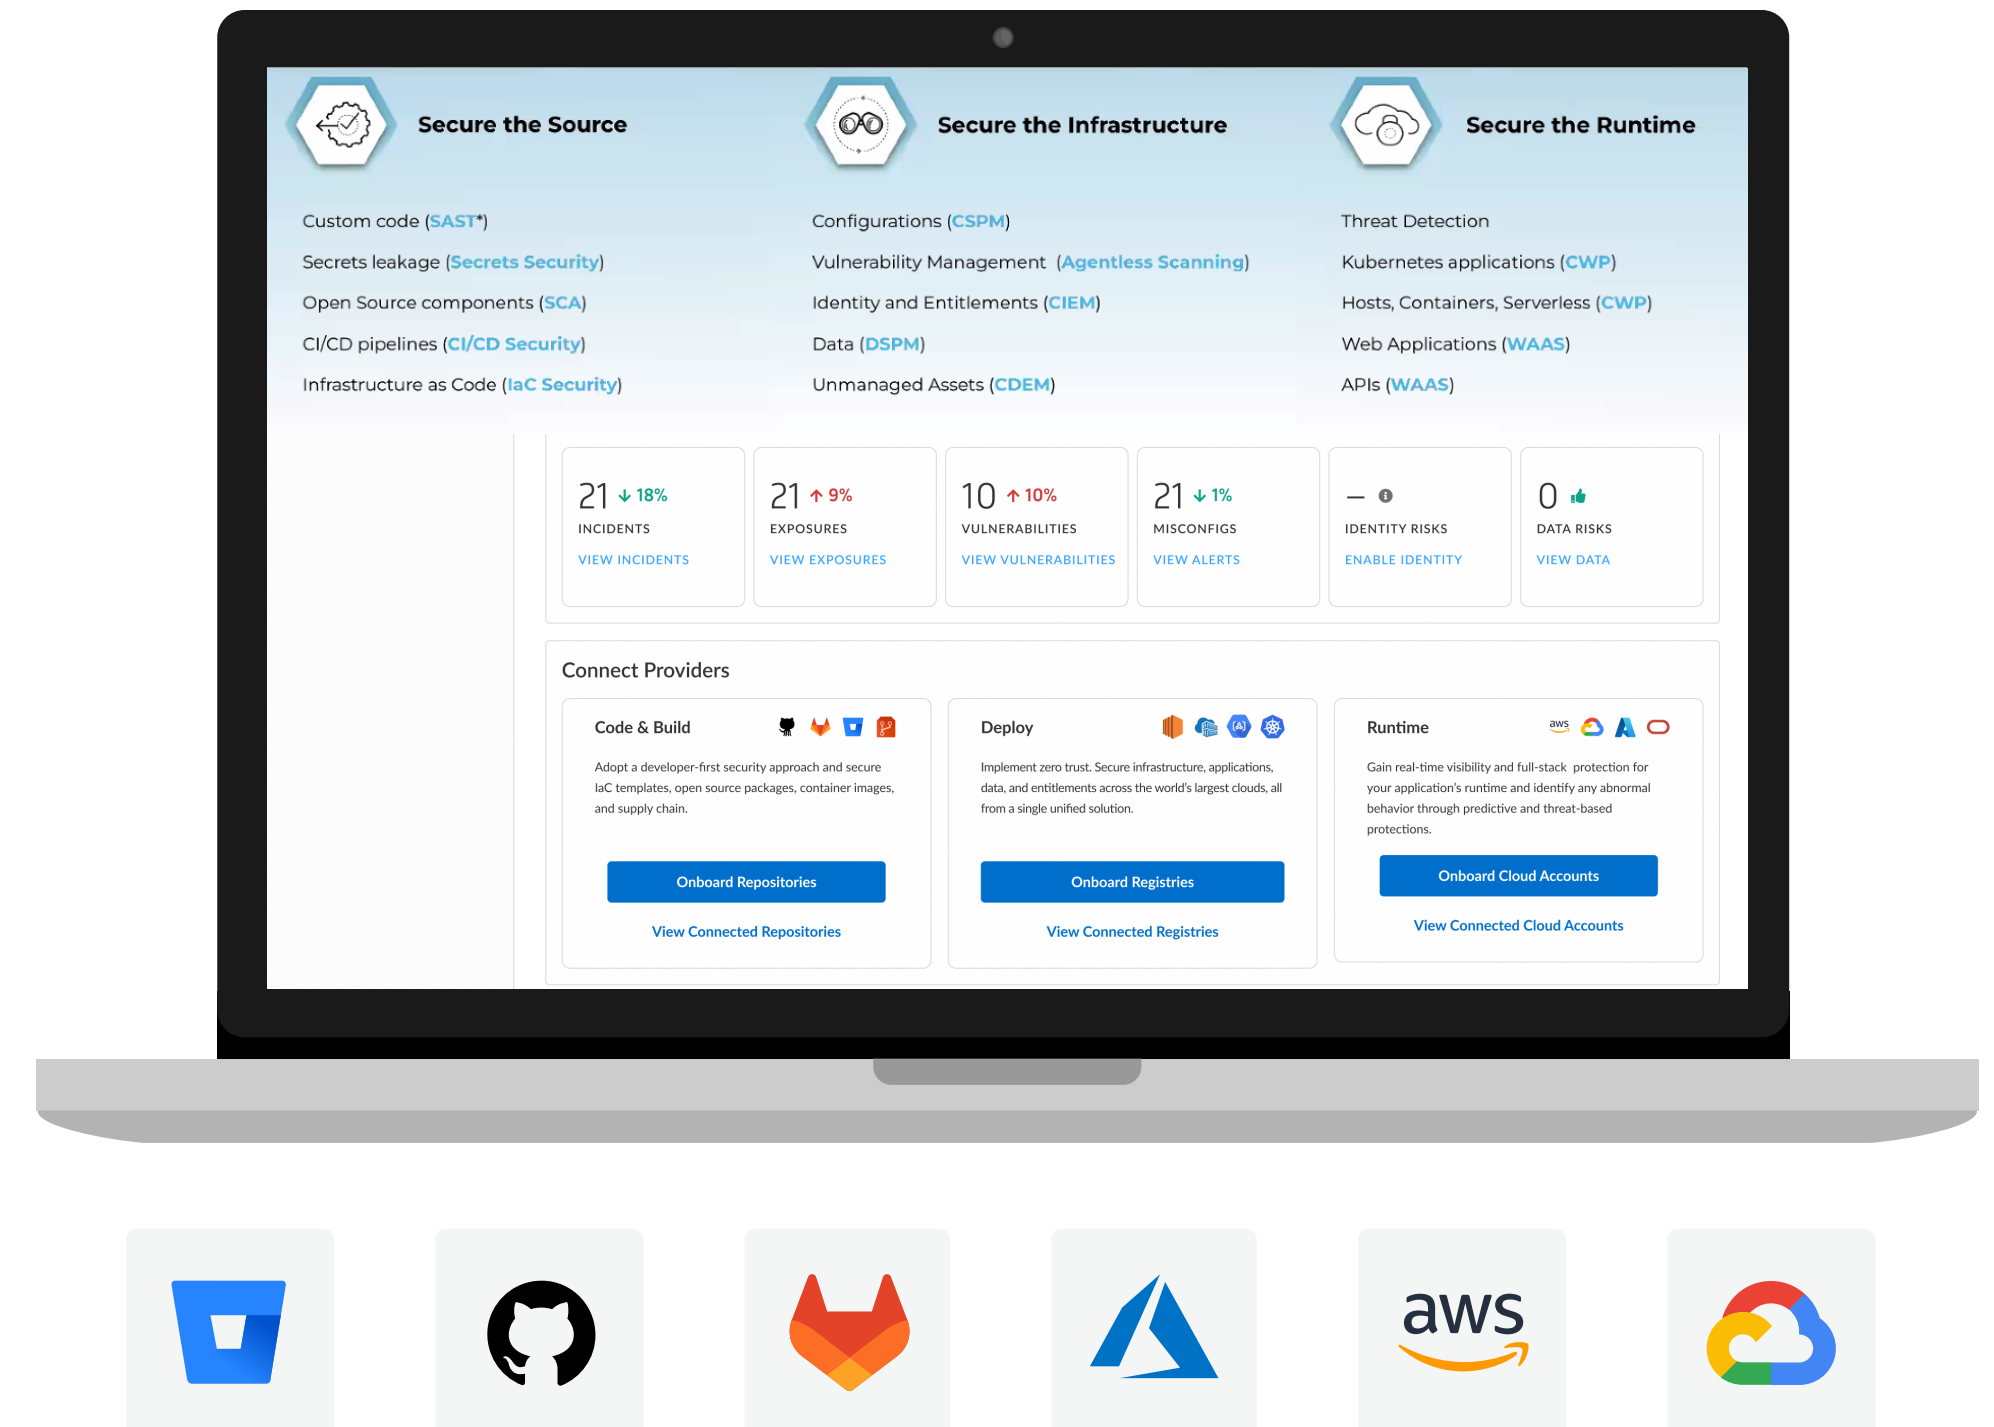 Secure the Source
Custom code (SAST*)
Secrets leakage (Secrets Security)
Open Source components (SCA)
CI/CD pipelines (CI/CD Security)
Infrastructure as Code (IaC Security)
Secure the Infrastructure
Configurations (CSPM)
Vulnerability Management (Agentless Scanning)
Identity and Entitlements (CIEM)
Data (DSPM)
Unmanaged Assets (CDEM)
Secure the Runtime
Threat Detection
Kubernetes applications (CWP)
Hosts, Containers, Serverless (CWP)
Web Applications (WAAS)
APIs (WAAS)
21 ↓ 18%
INCIDENTS
VIEW INCIDENTS
21 ↑ 9%
EXPOSURES
VIEW EXPOSURES
10 ↑ 10%
VULNERABILITIES
VIEW VULNERABILITIES
21 ↓ 1%
MISCONFIGS
VIEW ALERTS
–
IDENTITY RISKS
ENABLE IDENTITY
0
DATA RISKS
VIEW DATA
Connect Providers
Code & Build
Adopt a developer-first security approach and secure
IaC templates, open source packages, container images,
and supply chain.
Onboard Repositories
View Connected Repositories
Deploy
Implement zero trust. Secure infrastructure, applications,
data, and entitlements across the world's largest clouds, all
from a single unified solution.
Onboard Registries
View Connected Registries
Runtime
aws
Gain real-time visibility and full-stack protection for
your application's runtime and identify any abnormal
behavior through predictive and threat-based
protections.
Onboard Cloud Accounts
View Connected Cloud Accounts
aws